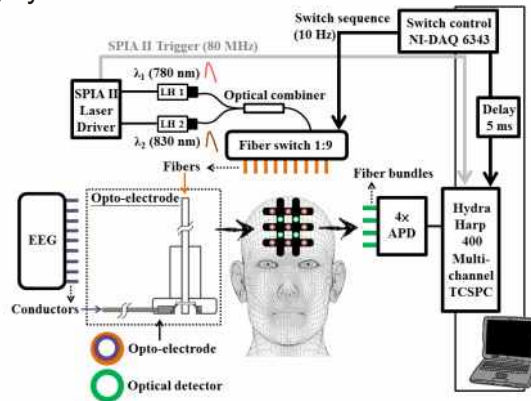 Switch sequence
(10 Hz)
Switch control
NI-DAQ 6343
SPIA II Trigger (80 MHz)
λ1 (780 nm)
SPIA II
Laser
Driver
LH 1
LH 2
Optical combiner
Delay
5 ms
λ2 (830 nm)
Fiber switch 1:9
Fibers
Fiber bundles
Opto-electrode
EEG
4×
APD
Hydra
Harp
400
Multi-
channel
TCSPC
Conductors
Opto-electrode
Optical detector